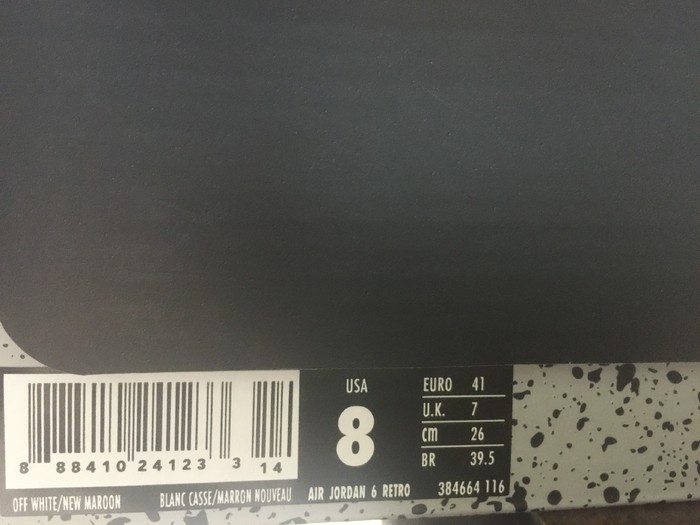 8 88410 24123 3 14
OFF WHITE/NEW MAROON
BLANC CASSE/MARRON NOUVEAU
USA
8
AIR JORDAN 6 RETRO
EURO 41
U.K. 7
cm 26
BR 39.5
384664 116